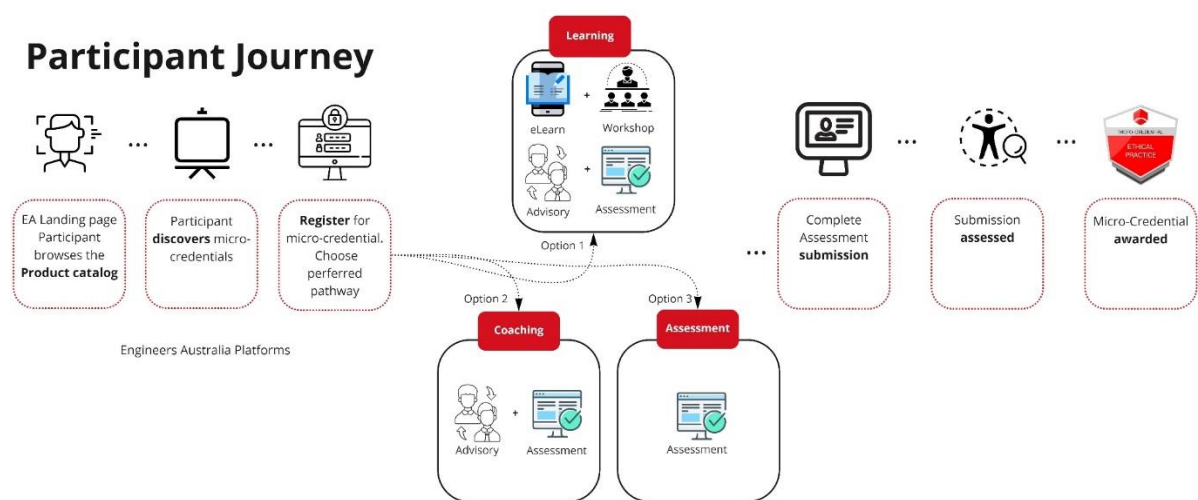 Participant Journey
EA Landing page
Participant
browses the
Product catalog
Participant
discovers micro-
credentials
Register for
micro-credential.
Choose
perferred
pathway
Engineers Australia Platforms
Learning
+
eLearn
Workshop
+
Advisory
Assessment
Option 1
Option 2
Coaching
+
Advisory
Assessment
Option 3
Assessment
Assessment
Complete
Assessment
submission
Submission
assessed
MICRO-CREDENTIAL
ETHICAL
PRACTICE
Micro-Credential
awarded